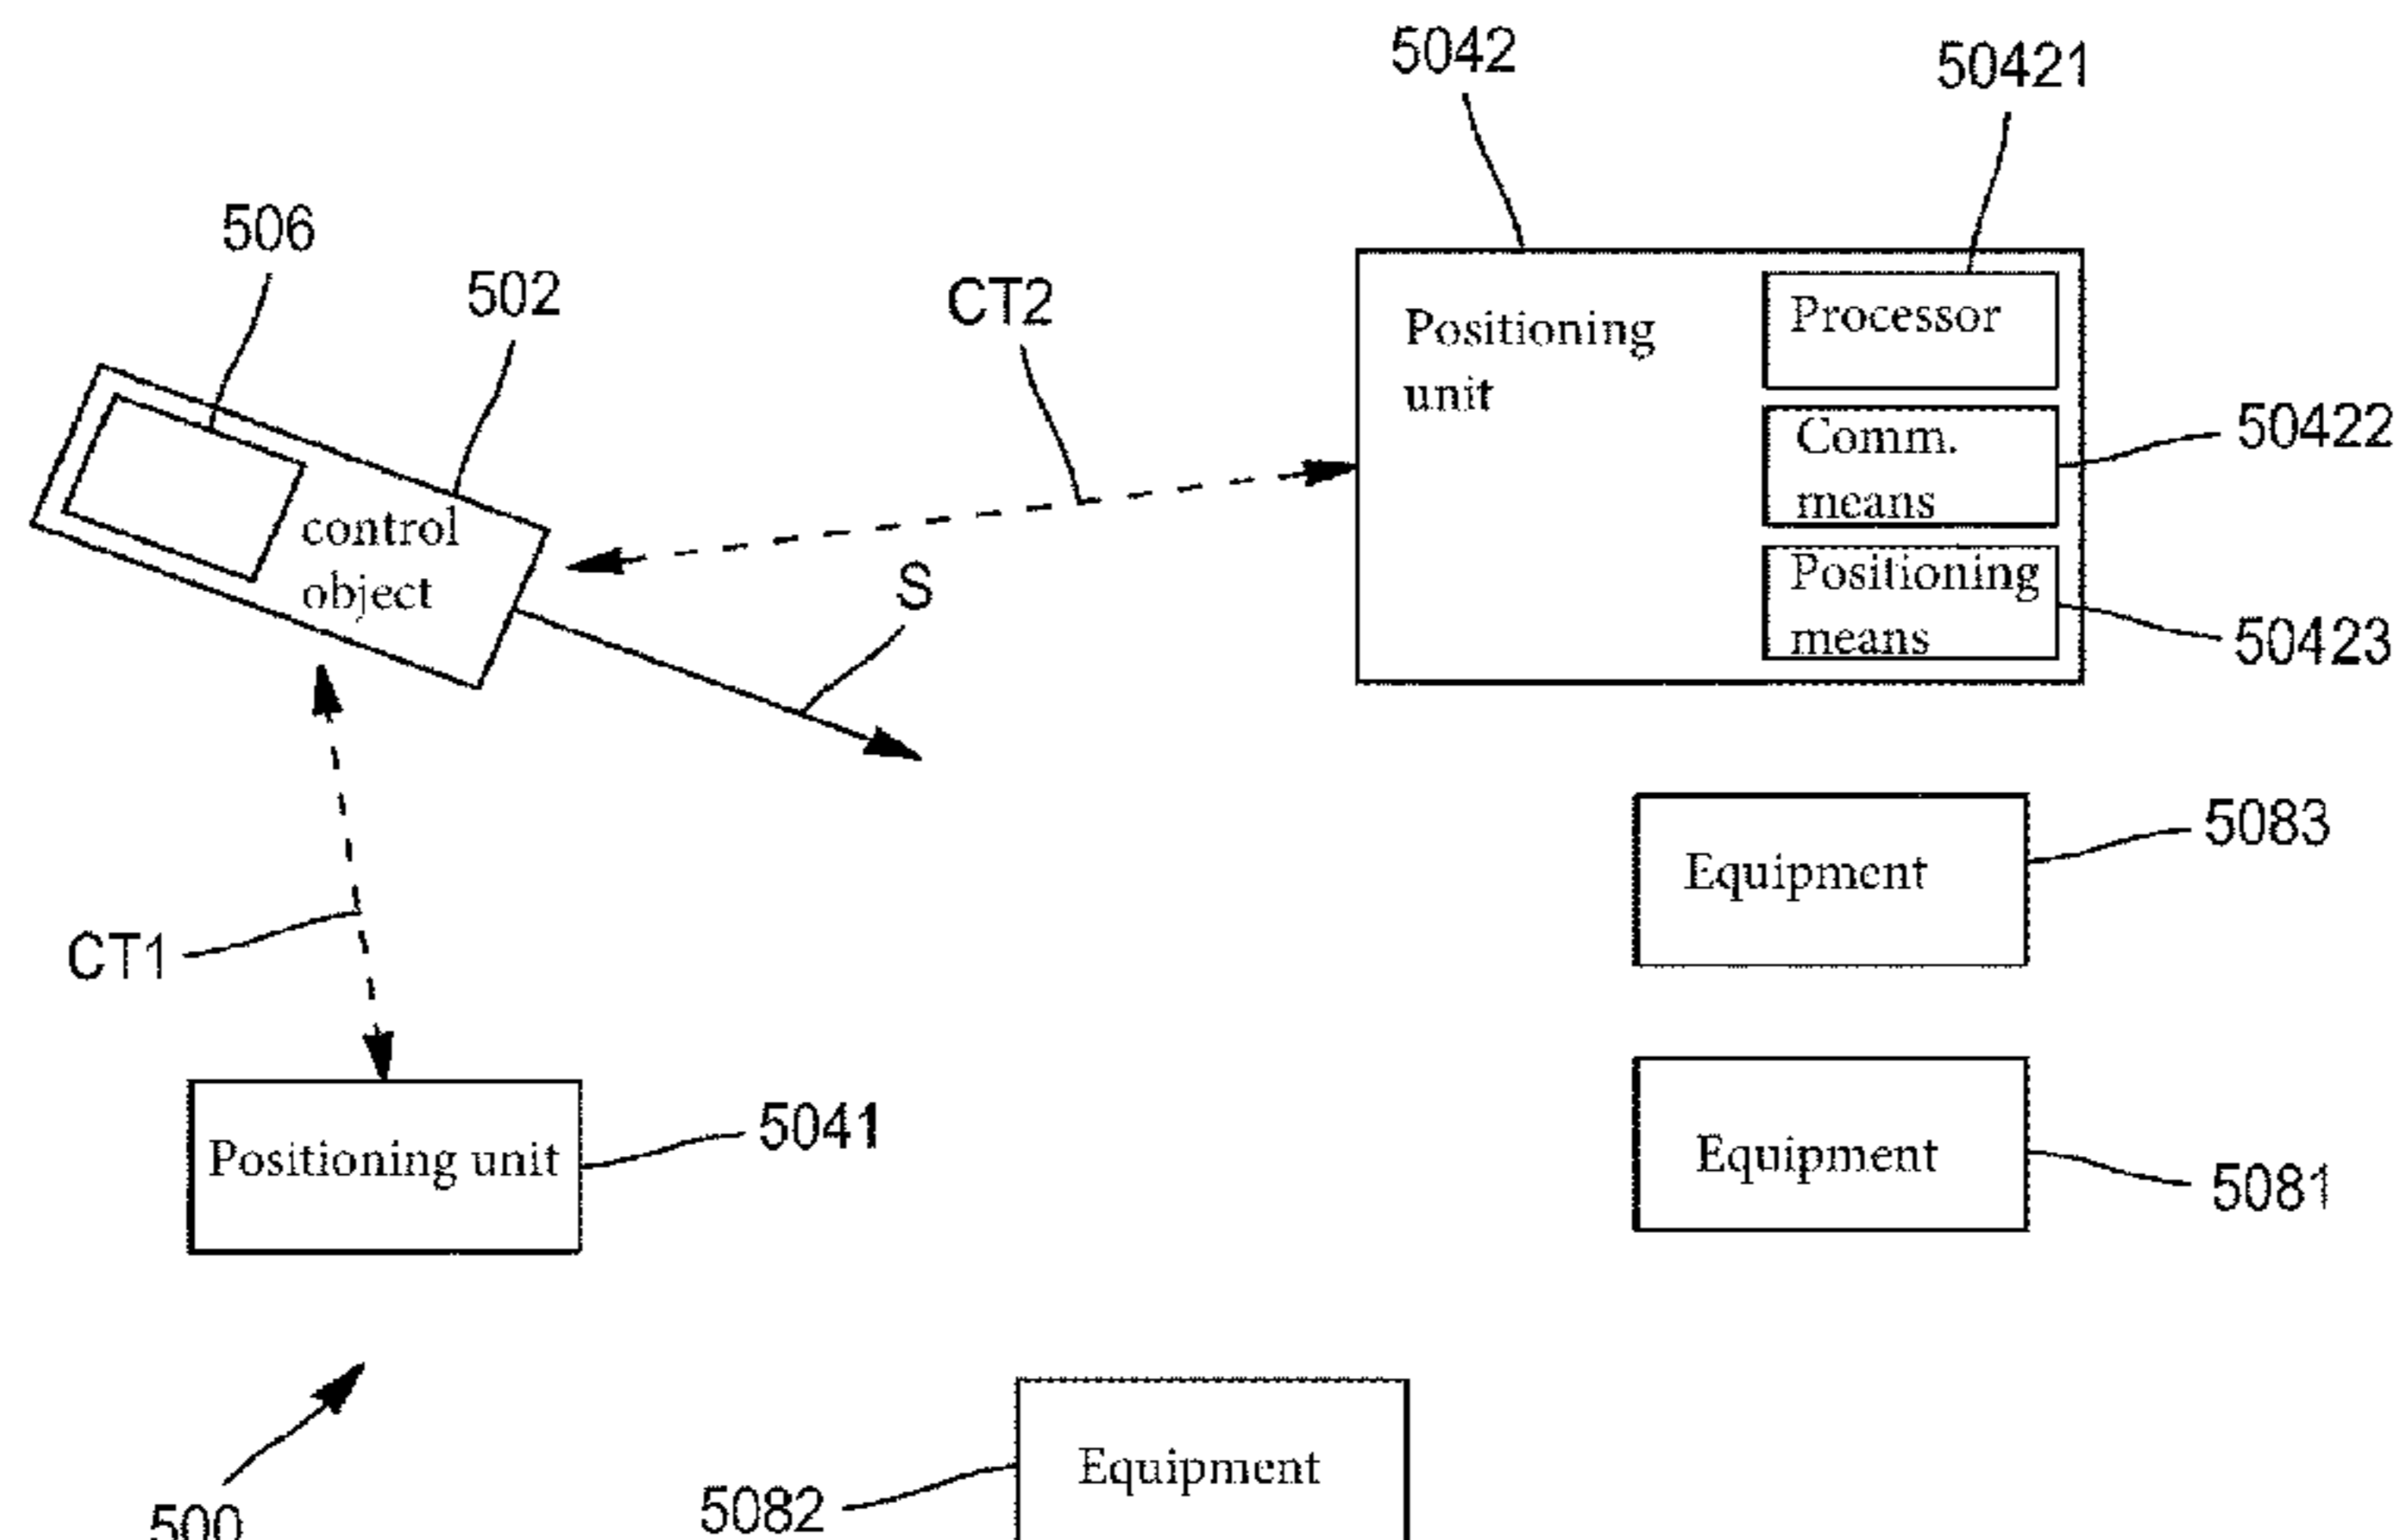 5042
50421
506
502
CT2
Processor
Positioning
unit
Comm.
means
50422
control
object
Positioning
means
50423
S
5083
Equipment
CT1
5041
Positioning unit
Equipment
5081
Equipment
5082
500